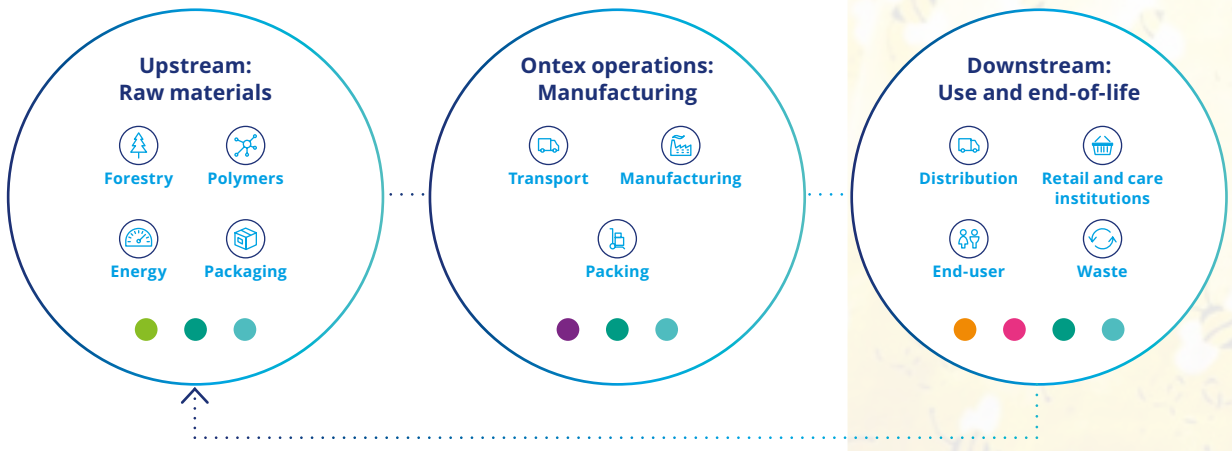 Upstream:
Raw materials
Forestry
Polymers
Energy
Packaging
Ontex operations:
Manufacturing
Transport
Manufacturing
Packing
Downstream:
Use and end-of-life
Distribution
Retail and care
institutions
End-user
Waste